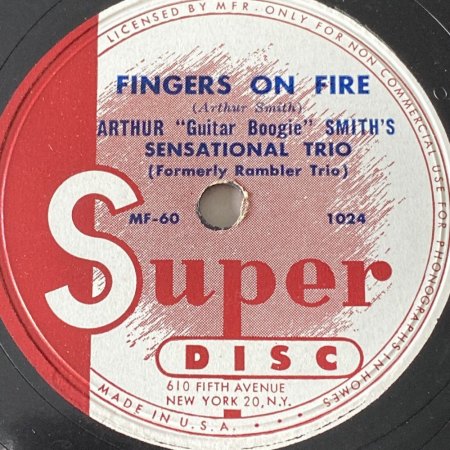 LICENSED BY MFR. ONLY FOR NON COMMERCIAL USE FOR PHONOGRAPHS IN HOMES
FINGERS ON FIRE
(Arthur Smith)
ARTHUR "Guitar Boogie" SMITH'S
SENSATIONAL TRIO
(Formerly Rambler Trio)
MF-60 1024
Super
DISC
610 FIFTH AVENUE
NEW YORK 20, N.Y.
MADE IN U.S.A.